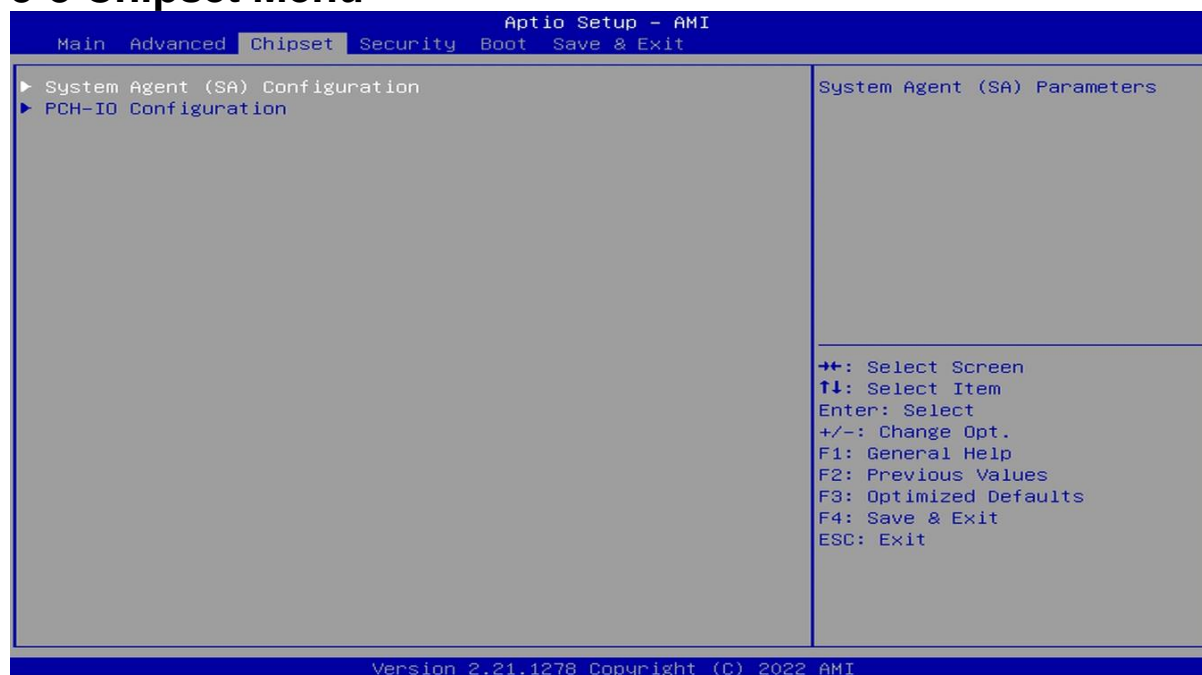 Chipset Menu
Aptio Setup - AMI
Main Advanced Chipset Security Boot Save & Exit
▶ System Agent (SA) Configuration
▶ PCH-IO Configuration
System Agent (SA) Parameters
→←: Select Screen
↑↓: Select Item
Enter: Select
+/-: Change Opt.
F1: General Help
F2: Previous Values
F3: Optimized Defaults
F4: Save & Exit
ESC: Exit
Version 2.21.1278 Copyright (C) 2022 AMI